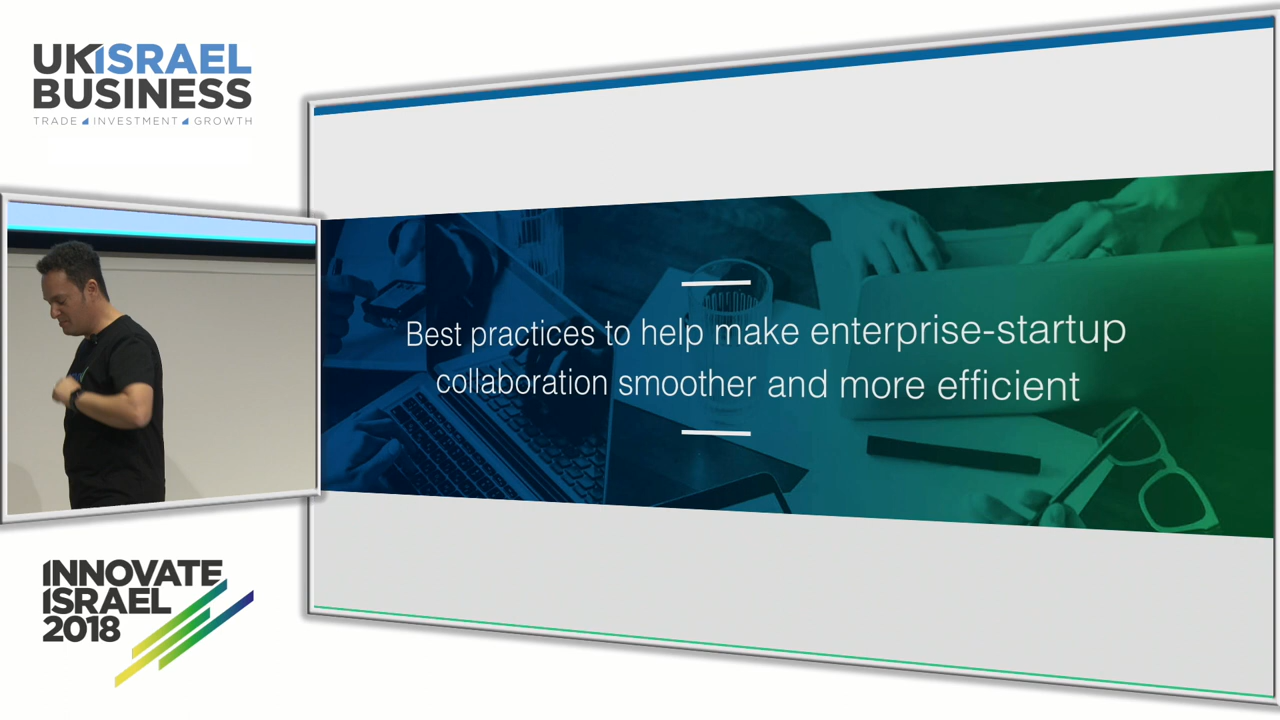 UKISRAEL
BUSINESS
TRADE INVESTMENT GROWTH
Best practices to help make enterprise-startup
collaboration smoother and more efficient
INNOVATE
ISRAEL
2018